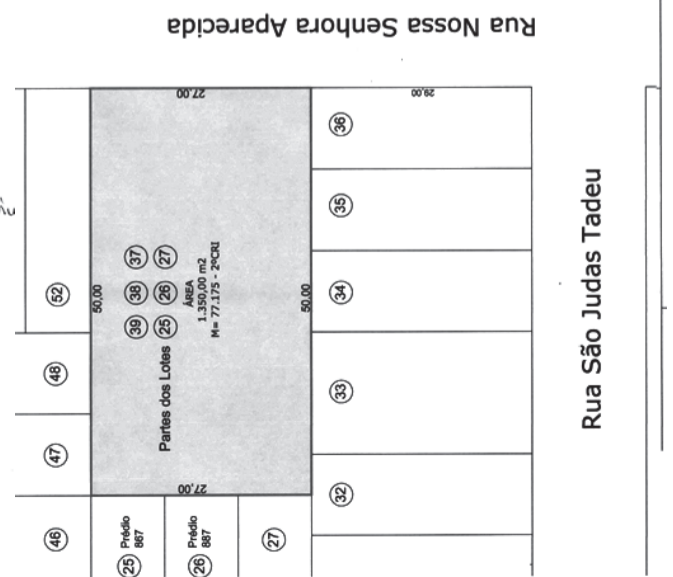 Rua Nossa Senhora Aparecida
27,00
29,00
36
35
34
33
32
Rua São Judas Tadeu
52
48
47
46
50,00
39 38 37
25 26 27
Partes dos Lotes
ÁREA
1.350,00 m2
M= 77.175 - 2ºCRI
50,00
27,00
25
Prédio
867
26
Prédio
887
27